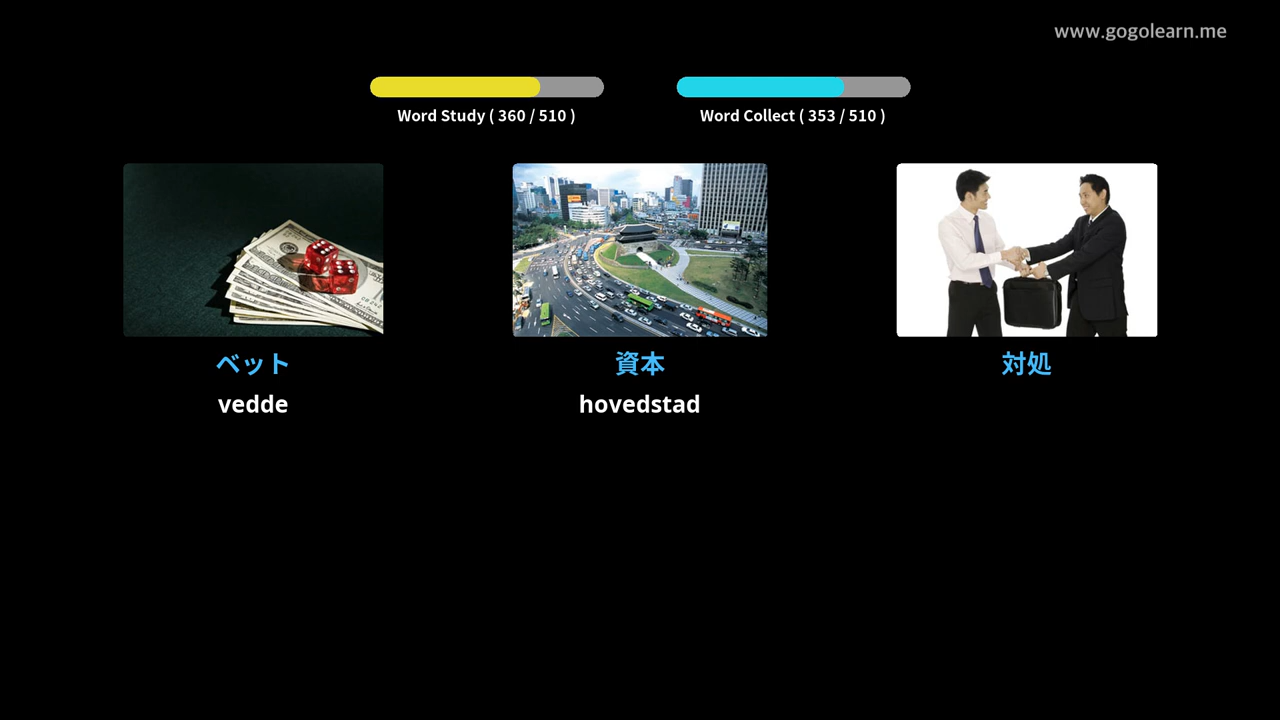 www.gogolearn.me
Word Study ( 360 / 510 )
Word Collect ( 353 / 510 )
ベット
資本
対処
vedde
hovedstad